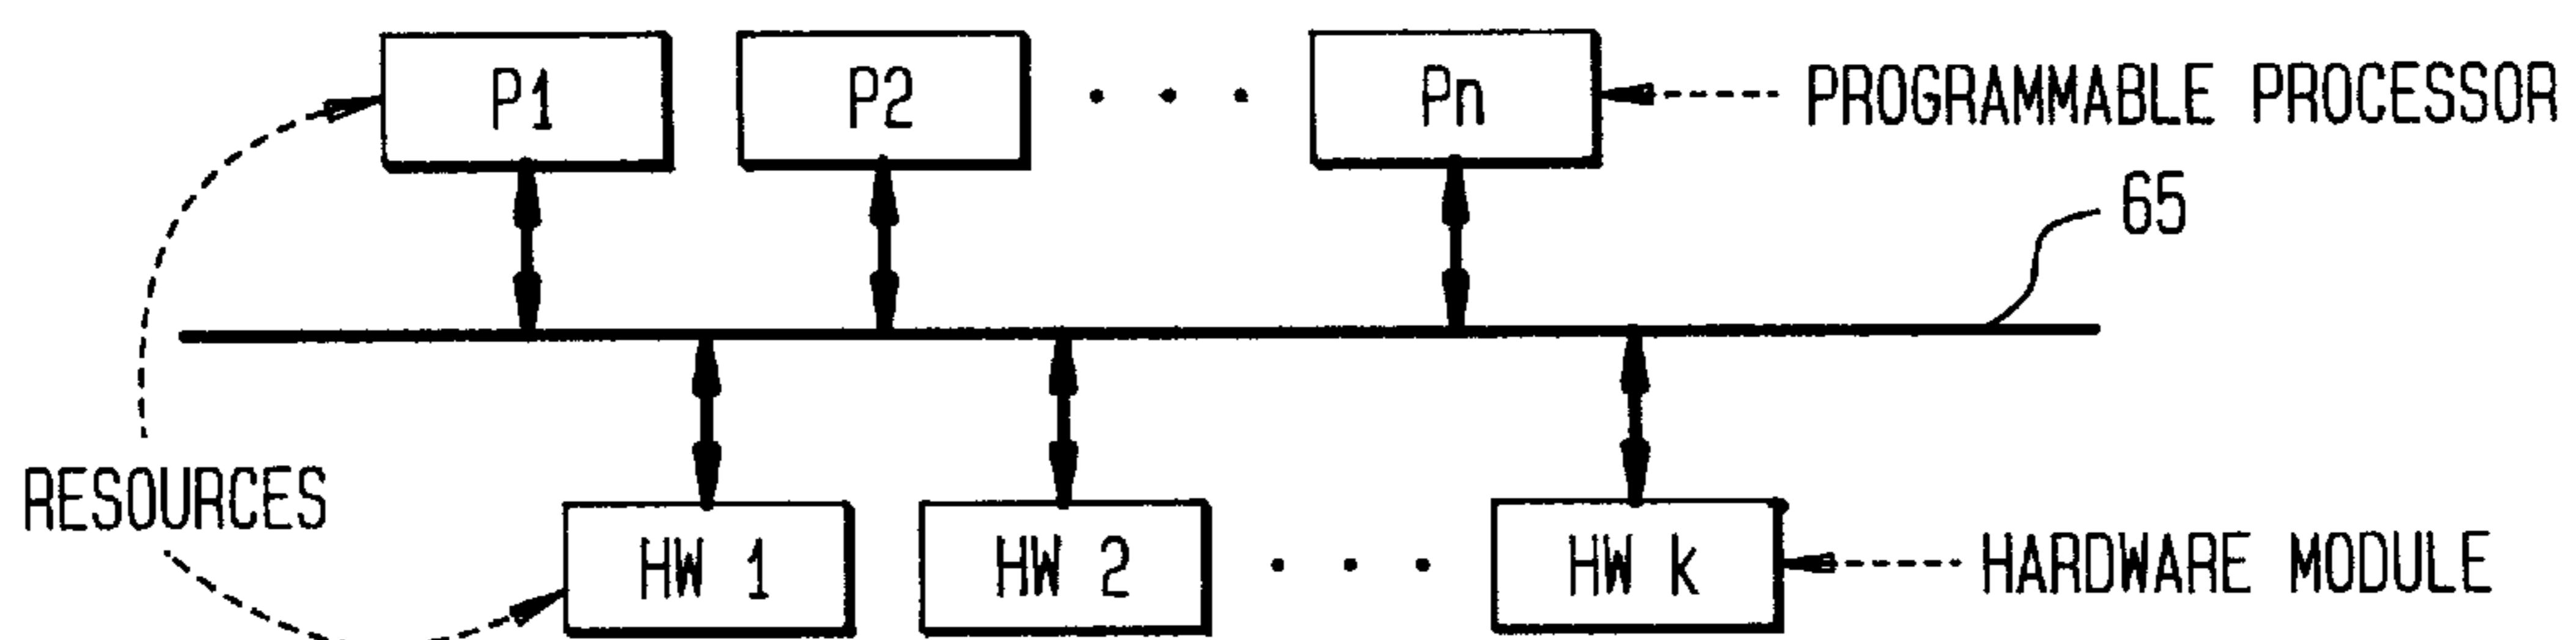 P1 P2 . . . Pn PROGRAMMABLE PROCESSOR
65
RESOURCES
HW 1 HW 2 . . . HW k HARDWARE MODULE